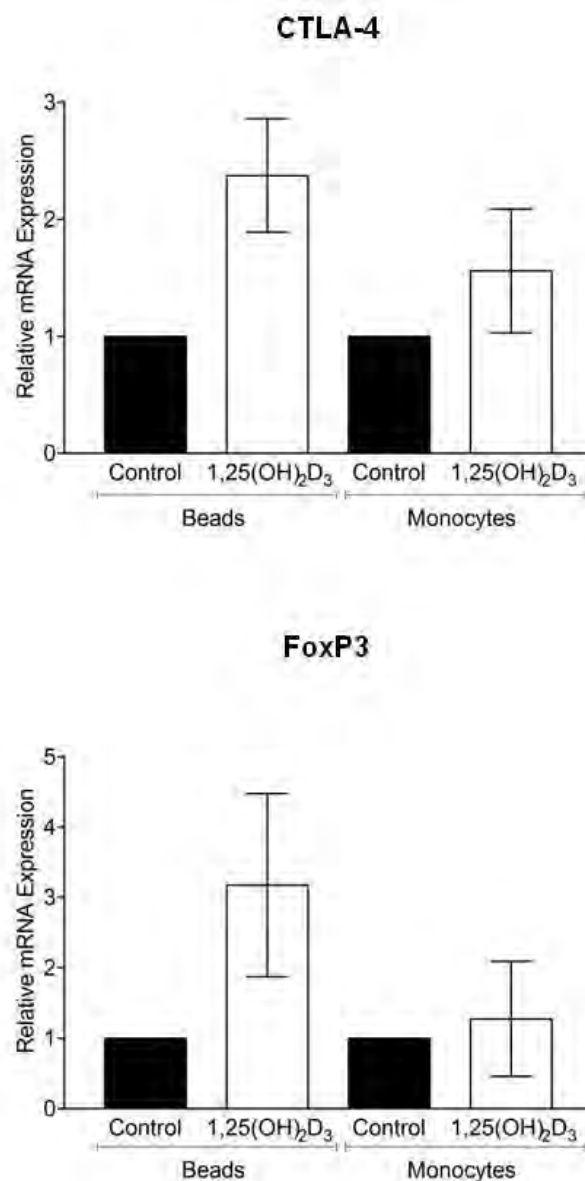 CTLA-4
3
2
1
0
Relative mRNA Expression
Control 1,25(OH)₂D₃ Control 1,25(OH)₂D₃
Beads Monocytes
FoxP3
5
4
3
2
1
0
Relative mRNA Expression
Control 1,25(OH)₂D₃ Control 1,25(OH)₂D₃
Beads Monocytes